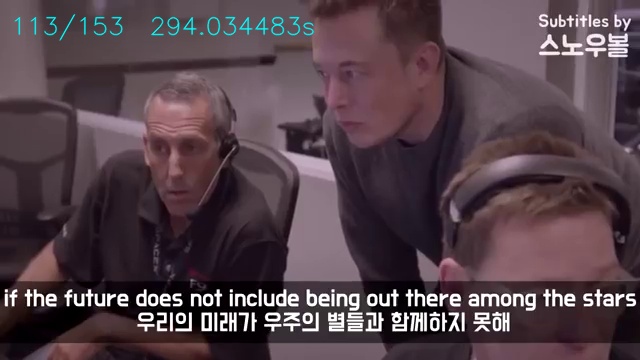 113/153 294.034483s
Subtitles by
스노우볼
if the future does not include being out there among the stars
우리의 미래가 우주의 별들과 함께하지 못해